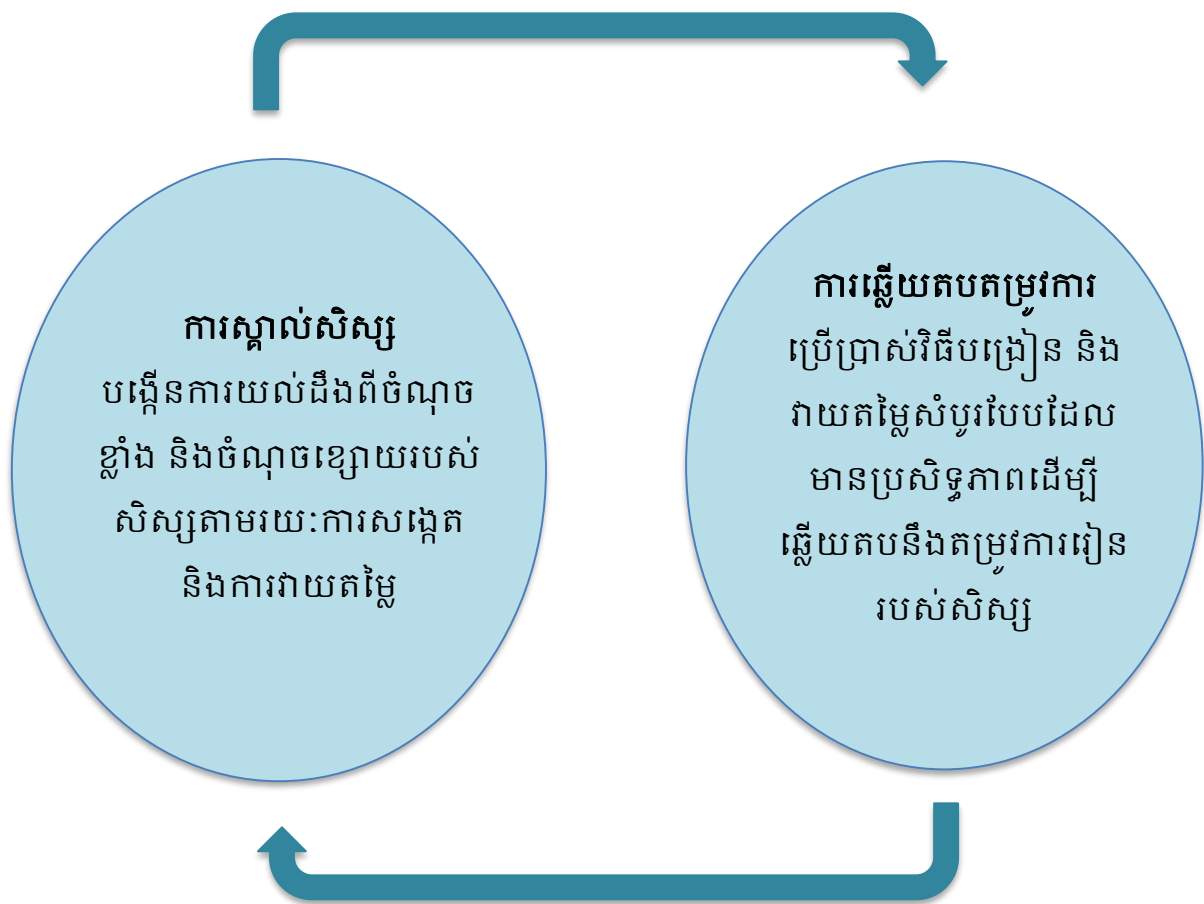 ការស្គាល់សិស្ស
បង្កើនការយល់ដឹងពីចំណុច
ខ្លាំង និងចំណុចខ្សោយរបស់
សិស្សតាមរយៈការសង្កេត
និងការវាយតម្លៃ
ការឆ្លើយតបតម្រូវការ
ប្រើប្រាស់វិធីបង្រៀន និង
វាយតម្លៃសំបូរបែបដែល
មានប្រសិទ្ធភាពដើម្បី
ឆ្លើយតបនឹងតម្រូវការរៀន
របស់សិស្ស